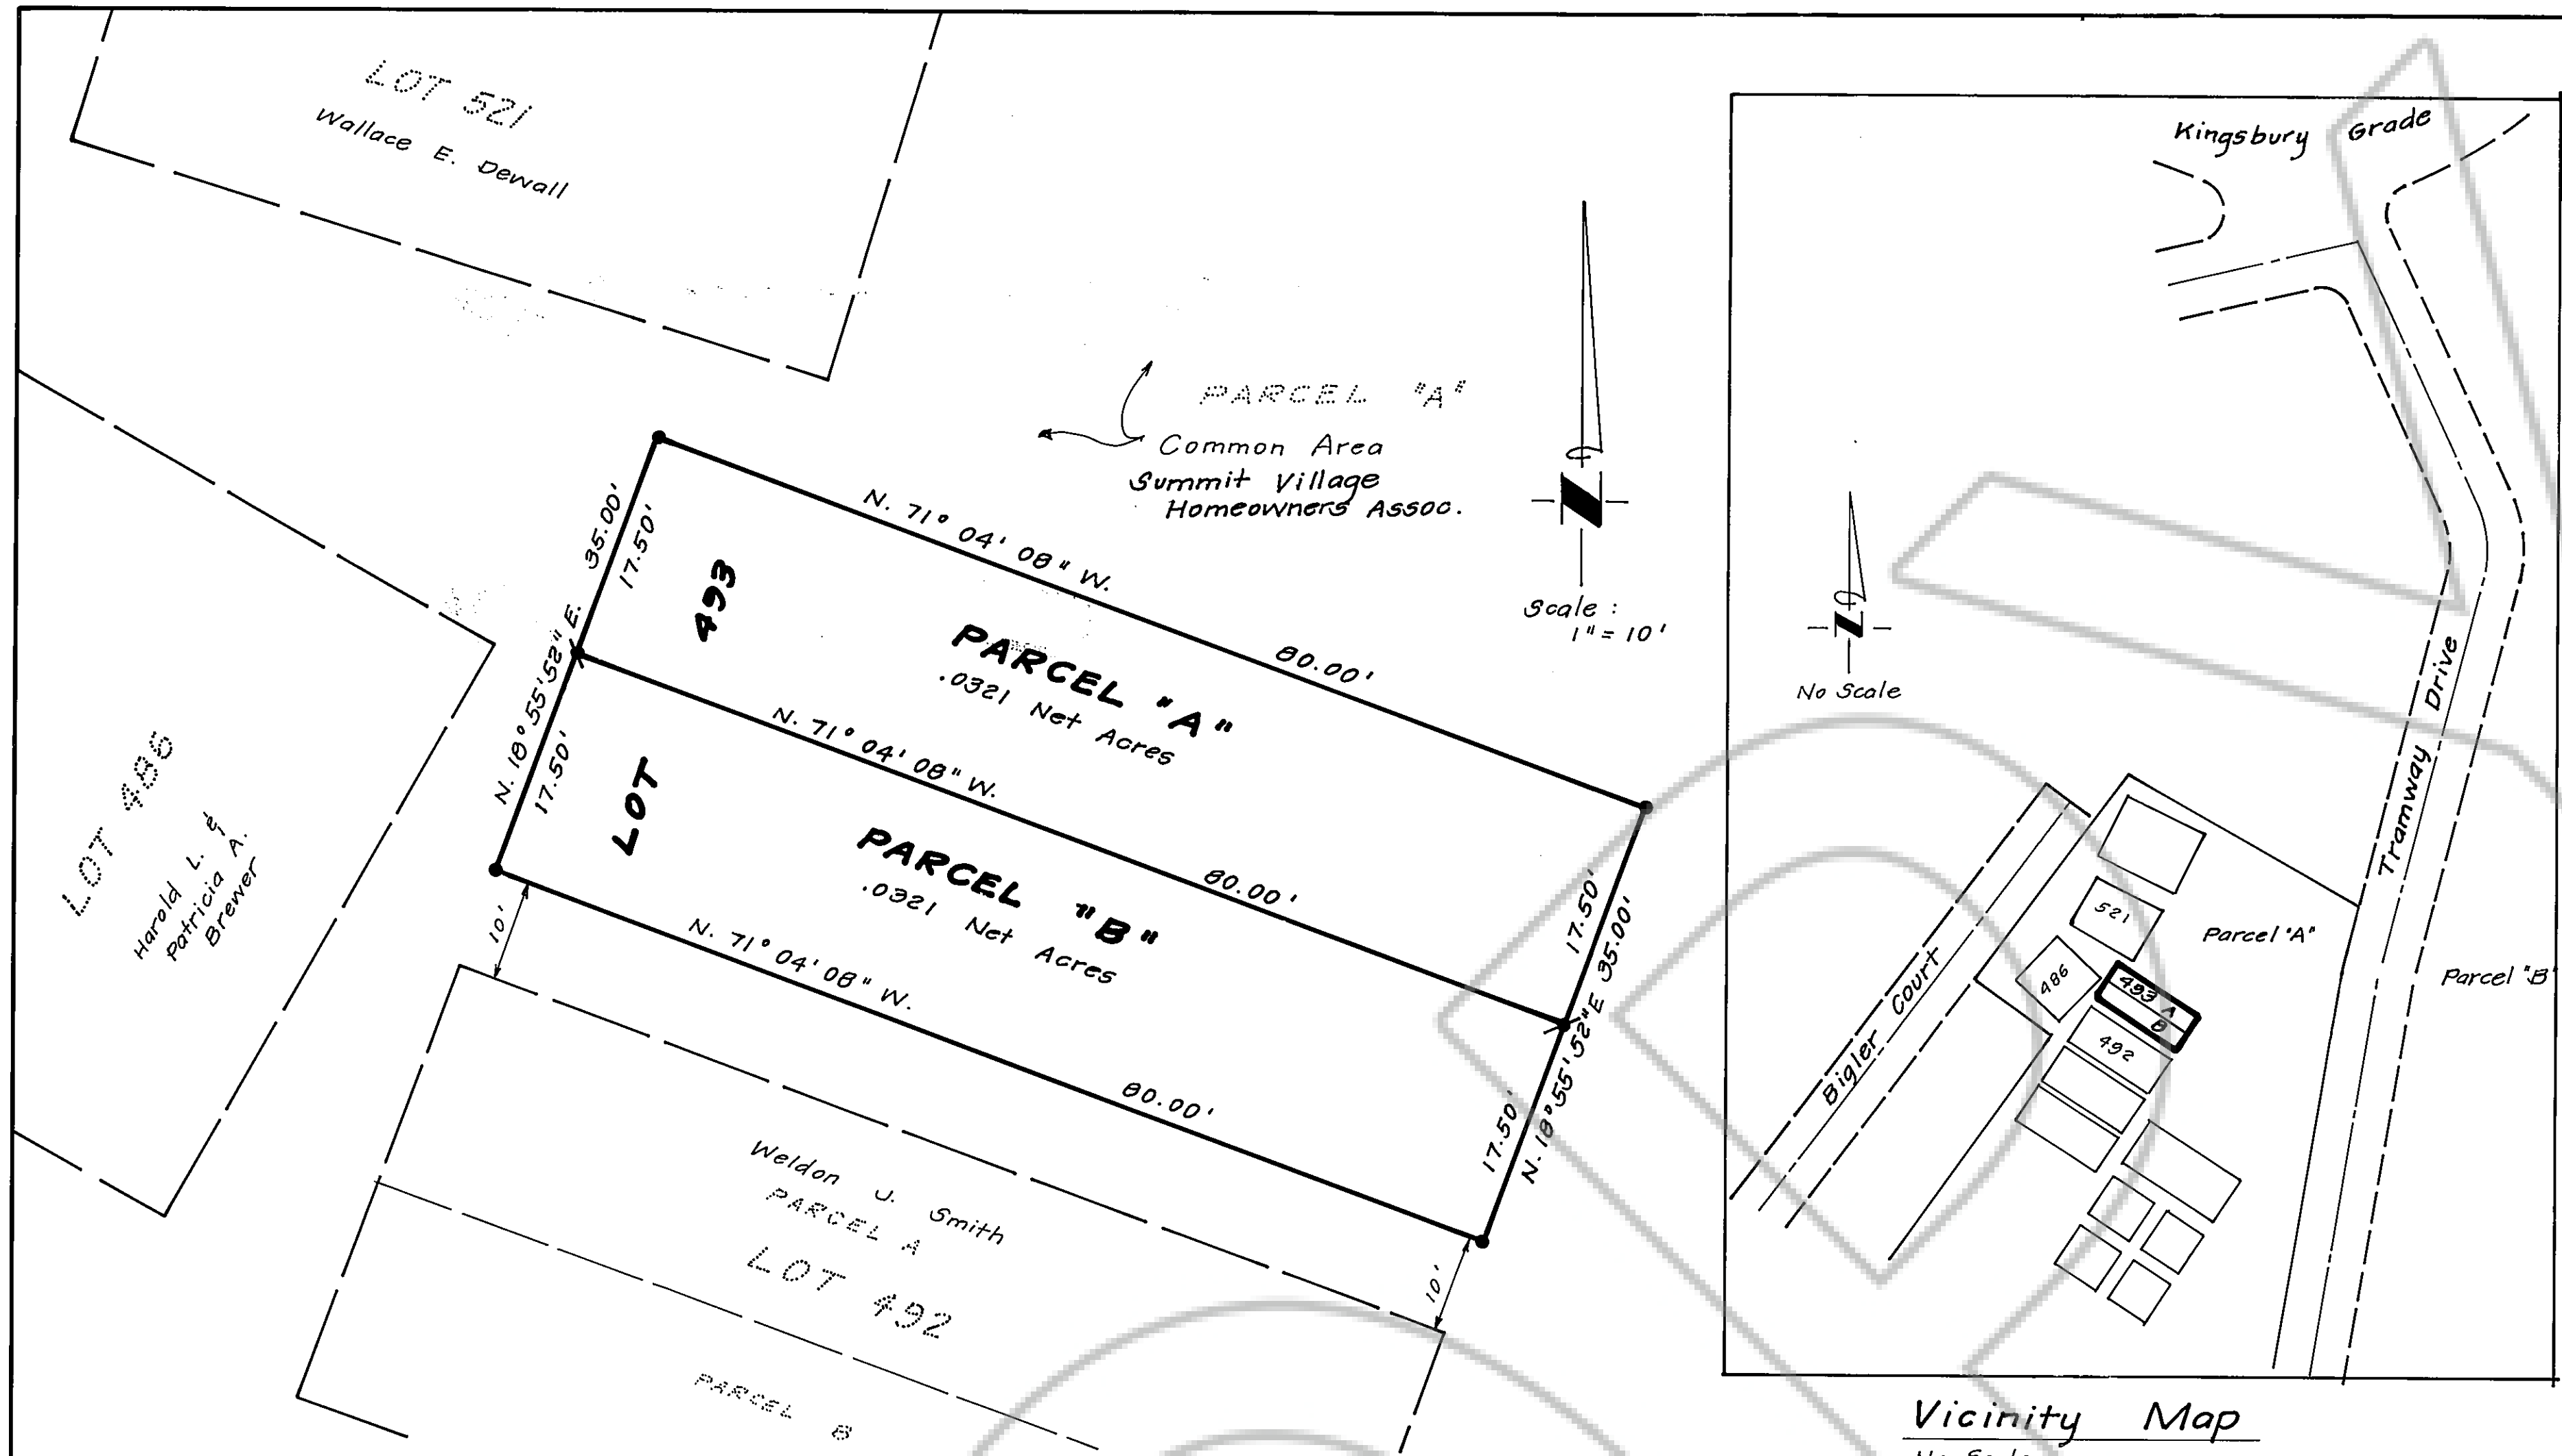 LOT 521
Wallace E. Dewall
PARCEL "A"
Common Area
Summit Village
Homeowners Assoc.
Scale :
1" = 10'
N. 18° 55' 52" E. 35.00'
17.50'
17.50'
N. 71° 04' 08" W. 80.00'
LOT 493
PARCEL "A"
.0321 Net Acres
N. 71° 04' 08" W. 80.00'
PARCEL "B"
.0321 Net Acres
N. 71° 04' 08" W. 80.00'
17.50'
17.50'
N. 18° 55' 52" E 35.00'
10'
10'
LOT 486
Harold L. &
Patricia A.
Brewer
Weldon J. Smith
PARCEL A
LOT 492
PARCEL B
Kingsbury Grade
No Scale
Tramway Drive
Bigler Court
521
Parcel "A"
486
493
A
B
492
Parcel "B"
Vicinity Map
No Scale